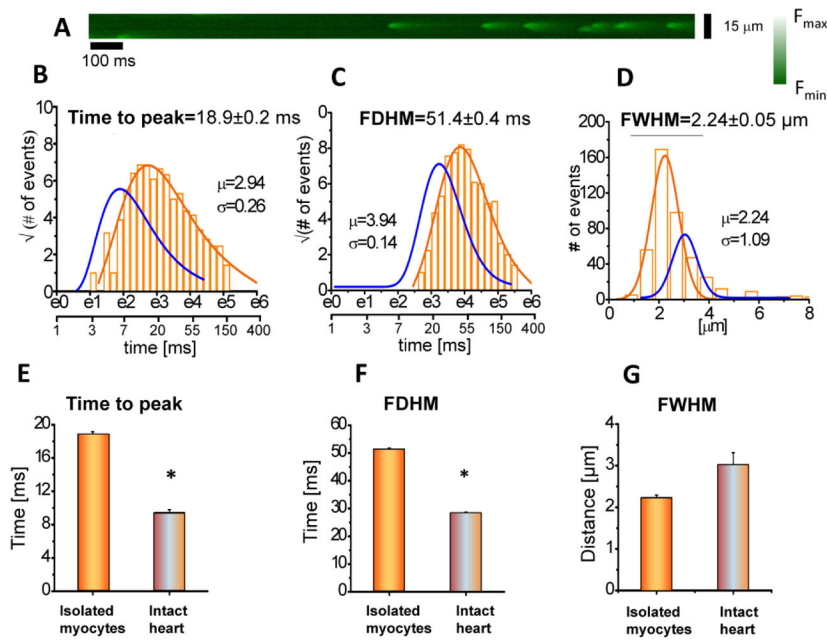 A
15 μm
Fmax
Fmin
100 ms
B
Time to peak=18.9±0.2 ms
√(# of events)
10
8
6
4
2
0
μ=2.94
σ=0.26
e0 e1 e2 e3 e4 e5 e6
1 3 7 20 55 150 400
time [ms]
C
FDHM=51.4±0.4 ms
√(# of events)
0
8
6
4
2
0
μ=3.94
σ=0.14
e0 e1 e2 e3 e4 e5 e6
1 3 7 20 55 150 400
time [ms]
D
FWHM=2.24±0.05 μm
# of events
200
160
120
80
40
0
μ=2.24
σ=1.09
0 2 4 6 8
[μm]
E
Time to peak
Time [ms]
20
16
12
8
4
0
*
Isolated myocytes
Intact heart
F
FDHM
Time [ms]
60
50
40
30
20
10
0
*
Isolated myocytes
Intact heart
G
FWHM
Distance [μm]
4
3
2
1
0
Isolated myocytes
Intact heart